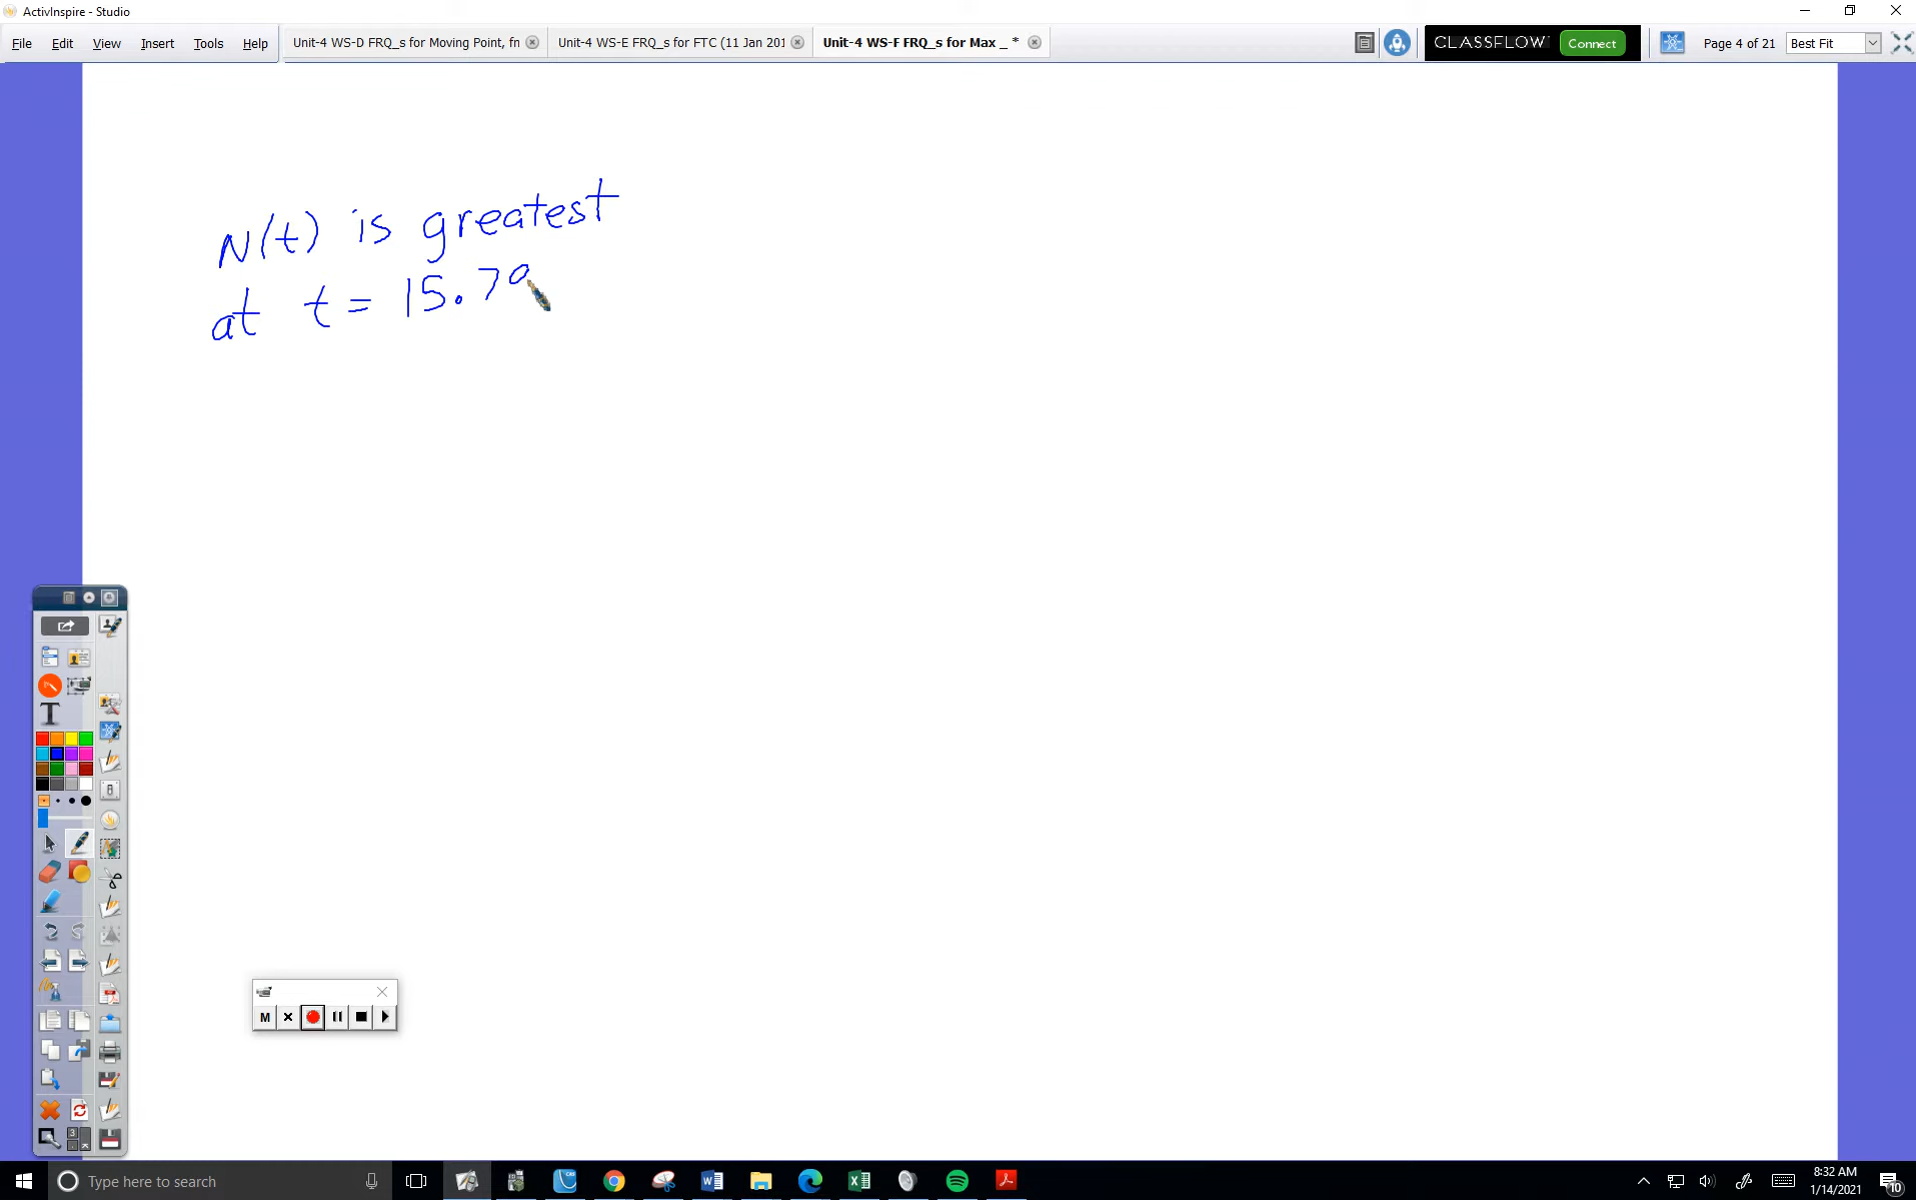 ActivInspire - Studio
File Edit View Insert Tools Help
Unit-4 WS-D FRQ_s for Moving Point, fn
Unit-4 WS-E FRQ_s for FTC (11 Jan 201
Unit-4 WS-F FRQ_s for Max _ *
CLASSFLOW Connect
Page 4 of 21
Best Fit
N(t) is greatest
at t = 15.79
T
3
M
Type here to search
8:32 AM
1/14/2021
10